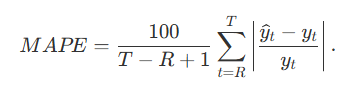 MAPE = \frac{100}{T - R + 1} \sum_{t=R}^{T} \left| \frac{\hat{y}_t - y_t}{y_t} \right| .